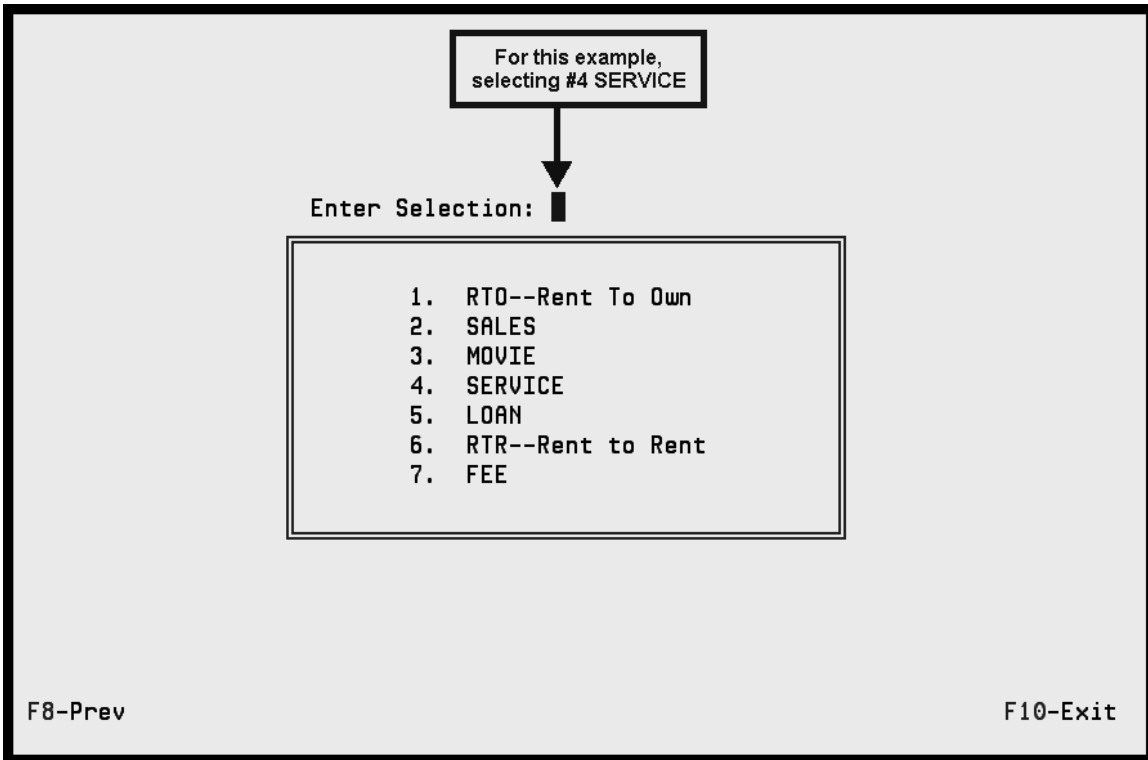 For this example,
selecting #4 SERVICE
Enter Selection:
1. RTO--Rent To Own
2. SALES
3. MOVIE
4. SERVICE
5. LOAN
6. RTR--Rent to Rent
7. FEE
F8-Prev F10-Exit